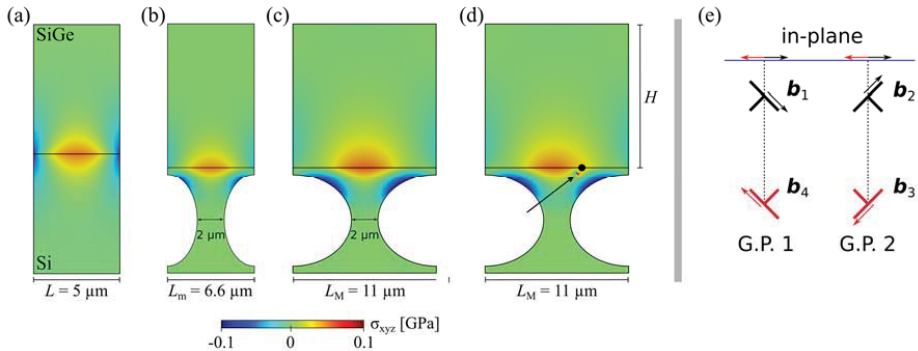 (a)
SiGe
Si
L = 5 µm
(b)
2 µm
Lm = 6.6 µm
(c)
2 µm
LM = 11 µm
(d)
H
LM = 11 µm
σxyz [GPa]
-0.1 0 0.1
(e)
in-plane
b1
b2
b4
b3
G.P. 1
G.P. 2